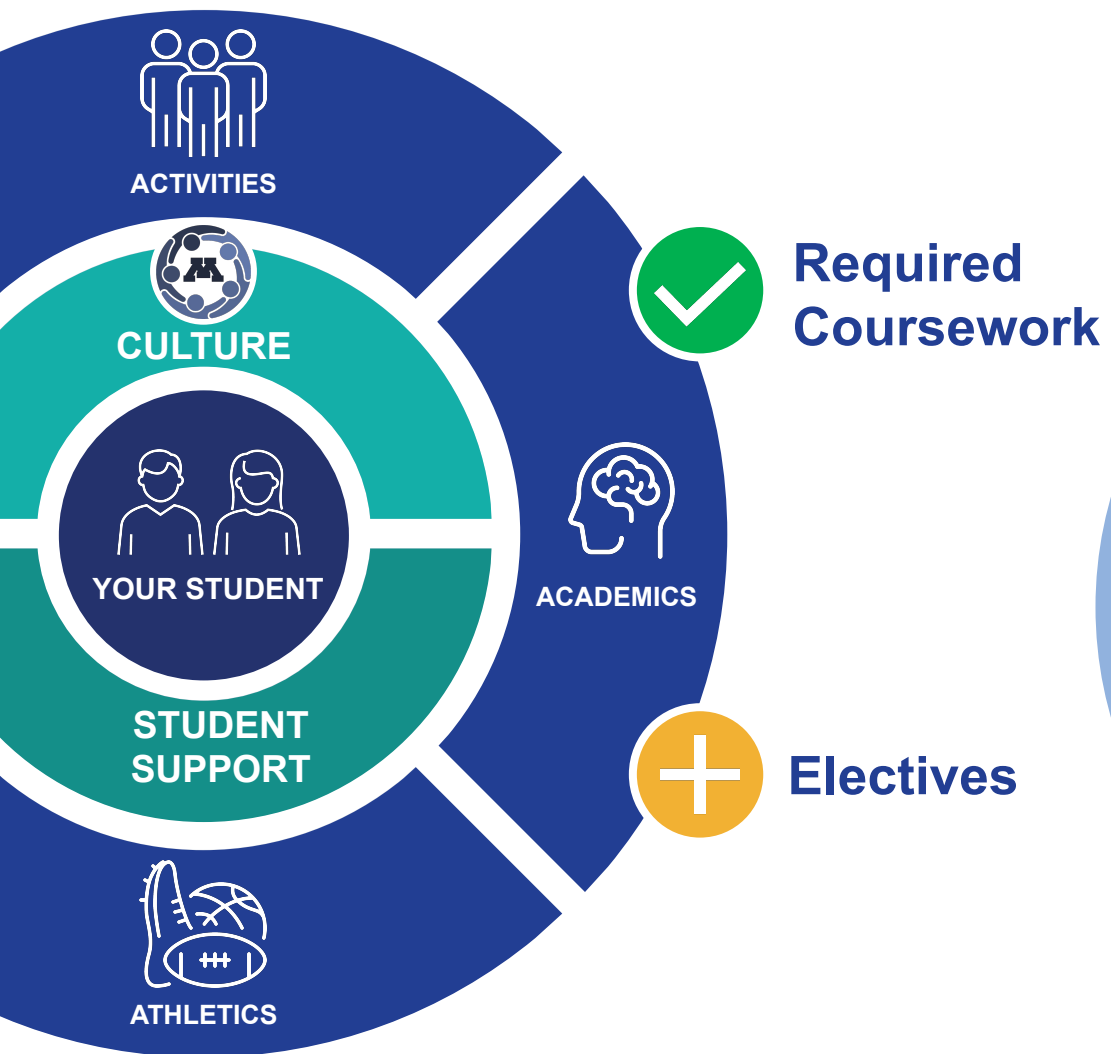 ACTIVITIES
M
CULTURE
YOUR STUDENT
STUDENT
SUPPORT
ATHLETICS
ACADEMICS
Required
Coursework
Electives